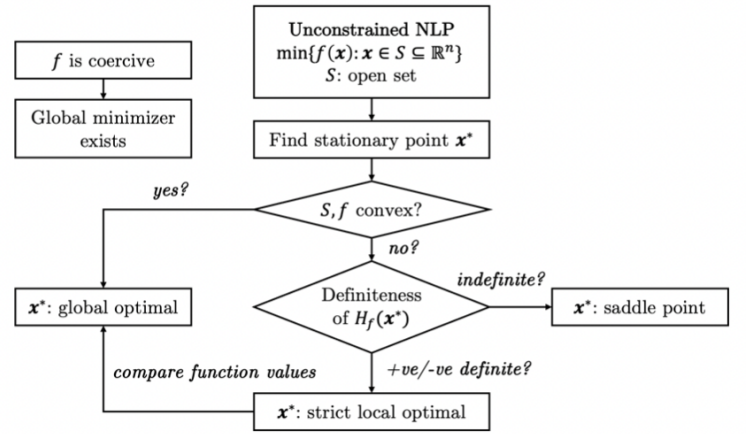 Unconstrained NLP
min{f(𝒙): 𝒙 ∈ S ⊆ ℝⁿ}
S: open set
f is coercive
Global minimizer
exists
Find stationary point 𝒙*
yes?
S, f convex?
no?
Definiteness
of H_f(𝒙*)
indefinite?
𝒙*: global optimal
𝒙*: saddle point
compare function values
+ve/-ve definite?
𝒙*: strict local optimal